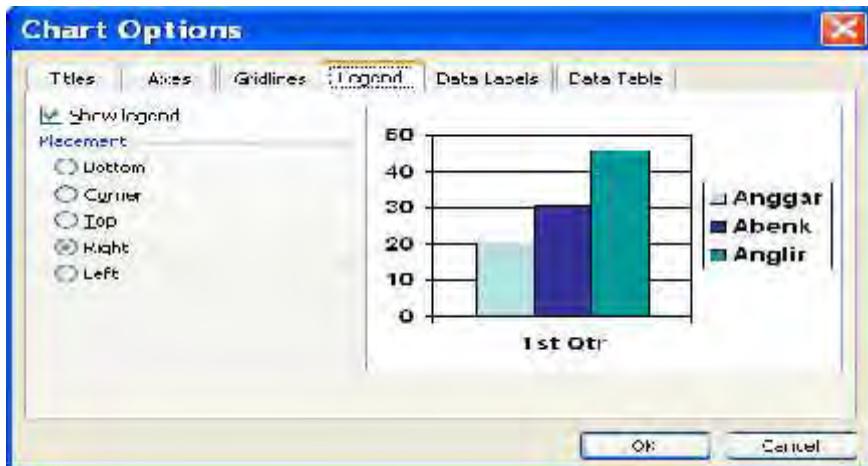 Chart Options
Titles Axes Gridlines Legend Data Labels Data Table
Show legend
Placement
Bottom
Corner
Top
Right
Left
50
40
30
20
10
0
1st Qtr
Anggar
Abenk
Anglir
OK Cancel